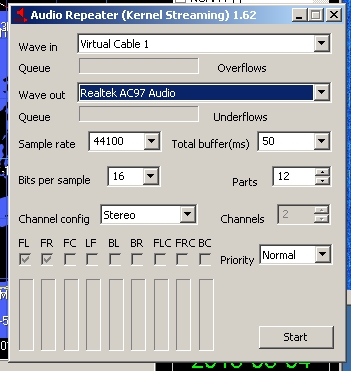 Audio Repeater (Kernel Streaming) 1.62
Wave in Virtual Cable 1
Queue Overflows
Wave out Realtek AC97 Audio
Queue Underflows
Sample rate 44100 Total buffer(ms) 50
Bits per sample 16 Parts 12
Channel config Stereo Channels 2
FL FR FC LF BL BR FLC FRC BC
Priority Normal
Start